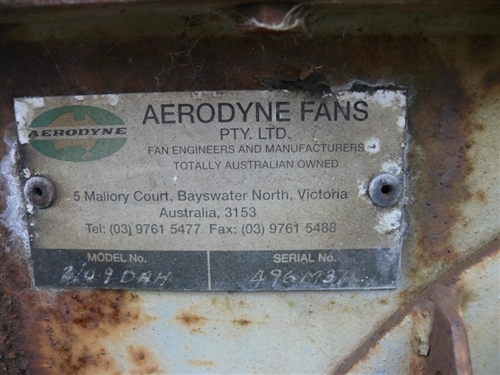 AERODYNE
AERODYNE FANS
PTY. LTD.
FAN ENGINEERS AND MANUFACTURERS
TOTALLY AUSTRALIAN OWNED
5 Mallory Court, Bayswater North, Victoria
Australia, 3153
Tel: (03) 9761 5477 Fax: (03) 9761 5488
MODEL No. SERIAL No.